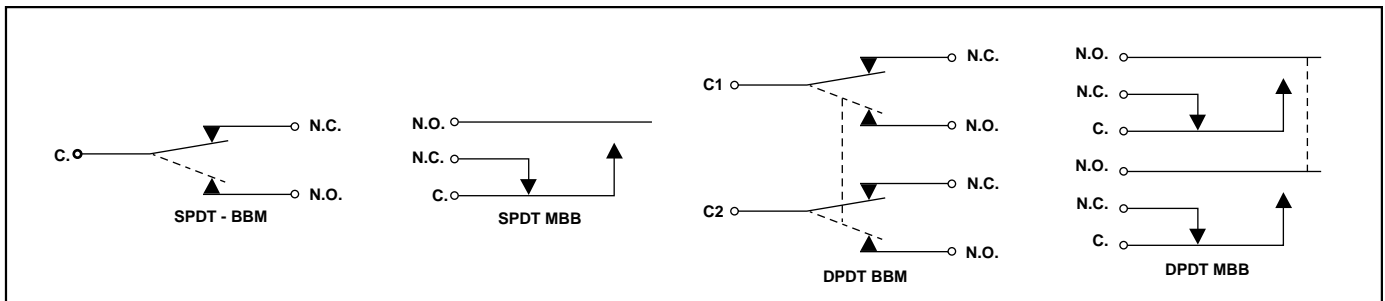 C.
N.C.
N.O.
SPDT - BBM
N.O.
N.C.
C.
SPDT MBB
C1
N.C.
N.O.
C2
N.C.
N.O.
DPDT BBM
N.O.
N.C.
C.
N.O.
N.C.
C.
DPDT MBB